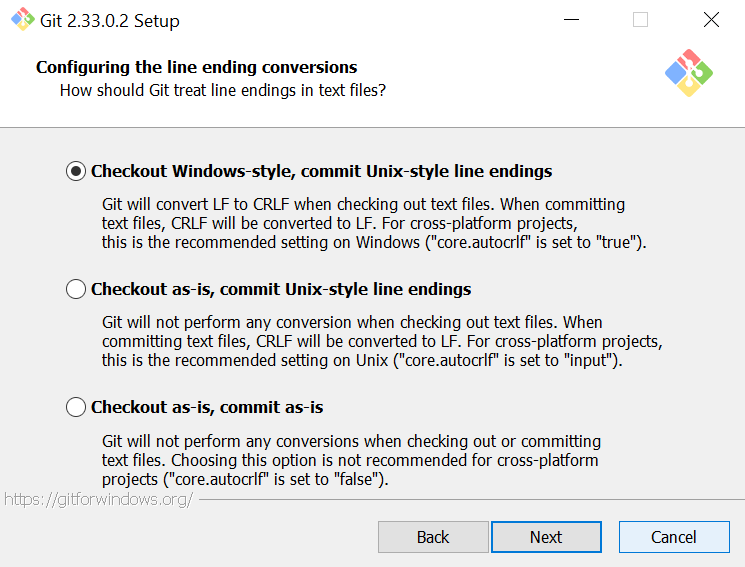 Git 2.33.0.2 Setup
Configuring the line ending conversions
How should Git treat line endings in text files?
Checkout Windows-style, commit Unix-style line endings
Git will convert LF to CRLF when checking out text files. When committing
text files, CRLF will be converted to LF. For cross-platform projects,
this is the recommended setting on Windows ("core.autocrlf" is set to "true").
Checkout as-is, commit Unix-style line endings
Git will not perform any conversion when checking out text files. When
committing text files, CRLF will be converted to LF. For cross-platform projects,
this is the recommended setting on Unix ("core.autocrlf" is set to "input").
Checkout as-is, commit as-is
Git will not perform any conversions when checking out or committing
text files. Choosing this option is not recommended for cross-platform
projects ("core.autocrlf" is set to "false").
https://gitforwindows.org/
Back Next Cancel